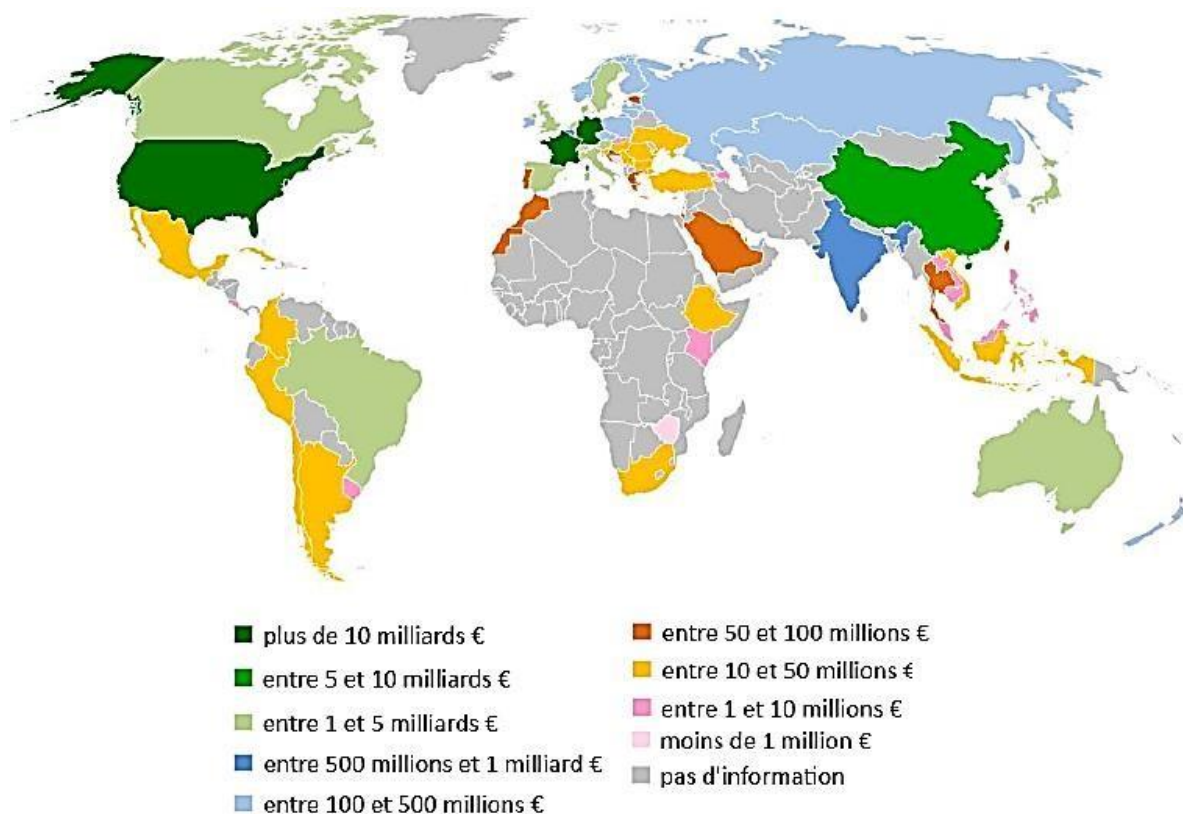 plus de 10 milliards €
entre 5 et 10 milliards €
entre 1 et 5 milliards €
entre 500 millions et 1 milliard €
entre 100 et 500 millions €
entre 50 et 100 millions €
entre 10 et 50 millions €
entre 1 et 10 millions €
moins de 1 million €
pas d'information